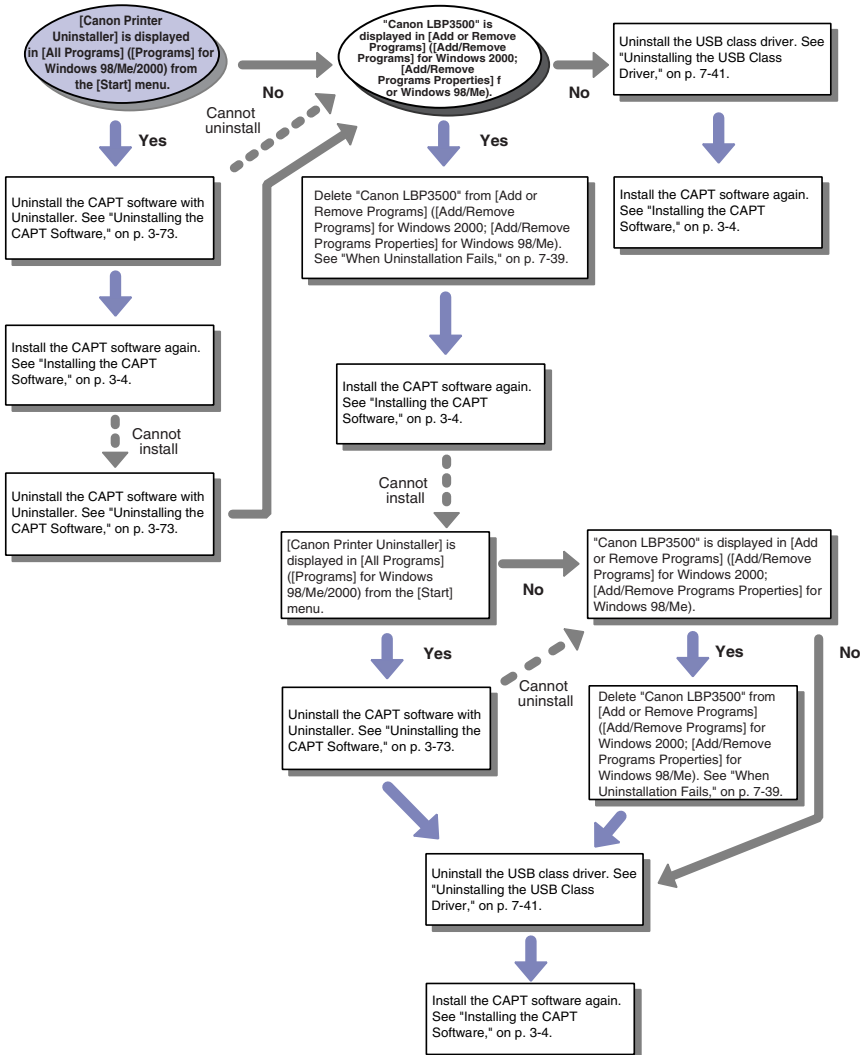 [Canon Printer
Uninstaller] is displayed
in [All Programs] ([Programs] for
Windows 98/Me/2000) from
the [Start] menu.
No
Cannot
uninstall
Yes
"Canon LBP3500" is
displayed in [Add or Remove
Programs] ([Add/Remove
Programs] for Windows 2000;
[Add/Remove
Programs Properties] f
or Windows 98/Me).
No
Yes
Uninstall the USB class driver. See
"Uninstalling the USB Class
Driver," on p. 7-41.
Install the CAPT software again.
See "Installing the CAPT
Software," on p. 3-4.
Uninstall the CAPT software with
Uninstaller. See "Uninstalling the
CAPT Software," on p. 3-73.
Install the CAPT software again.
See "Installing the CAPT
Software," on p. 3-4.
Cannot
install
Uninstall the CAPT software with
Uninstaller. See "Uninstalling the
CAPT Software," on p. 3-73.
Delete "Canon LBP3500" from [Add or
Remove Programs] ([Add/Remove
Programs] for Windows 2000; [Add/Remove
Programs Properties] for Windows 98/Me).
See "When Uninstallation Fails," on p. 7-39.
Install the CAPT software again.
See "Installing the CAPT
Software," on p. 3-4.
Cannot
install
[Canon Printer Uninstaller] is
displayed in [All Programs]
([Programs] for Windows
98/Me/2000) from the [Start]
menu.
No
Yes
Cannot
uninstall
"Canon LBP3500" is displayed in [Add
or Remove Programs] ([Add/Remove
Programs] for Windows 2000;
[Add/Remove Programs Properties] for
Windows 98/Me).
Yes
No
Uninstall the CAPT software with
Uninstaller. See "Uninstalling the
CAPT Software," on p. 3-73.
Delete "Canon LBP3500" from
[Add or Remove Programs]
([Add/Remove Programs] for
Windows 2000; [Add/Remove
Programs Properties] for
Windows 98/Me). See "When
Uninstallation Fails," on p. 7-39.
Uninstall the USB class driver. See
"Uninstalling the USB Class
Driver," on p. 7-41.
Install the CAPT software again.
See "Installing the CAPT
Software," on p. 3-4.